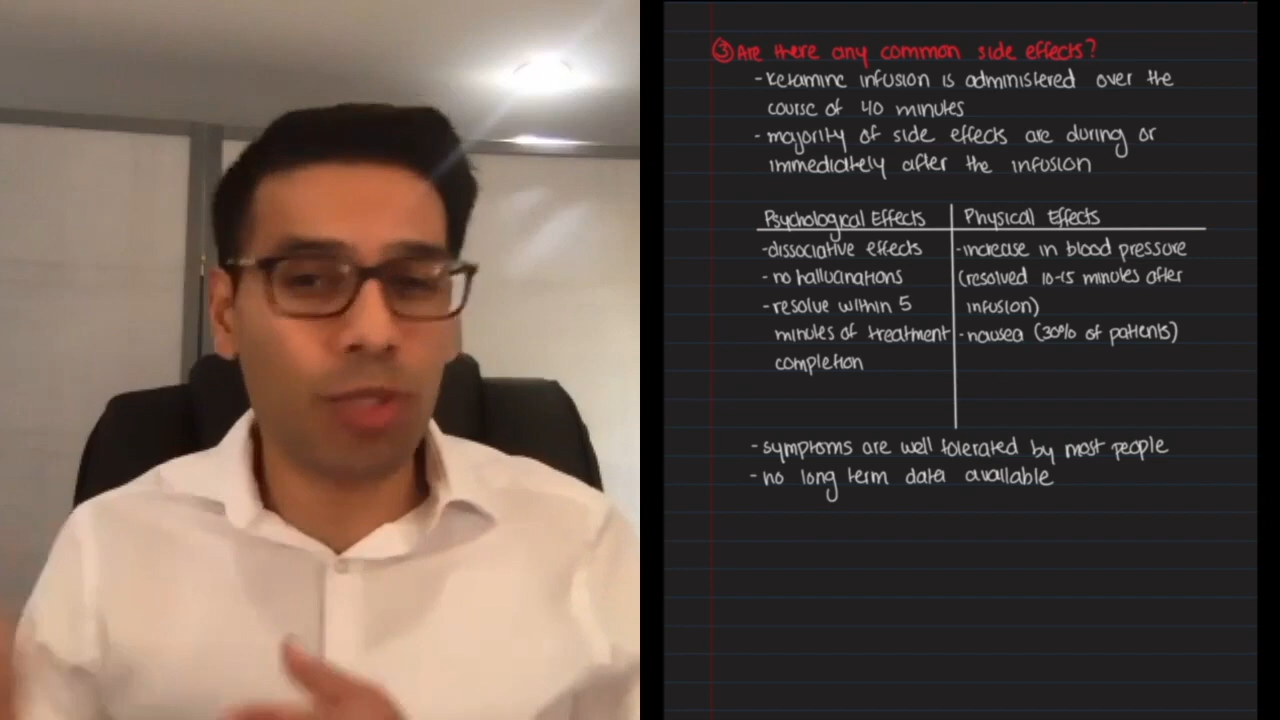 ③ Are there any common side effects?
- Ketamine infusion is administered over the
course of 40 minutes
- majority of side effects are during or
immediately after the infusion
Psychological Effects
- dissociative effects
- no hallucinations
- resolve within 5
minutes of treatment
completion
Physical Effects
- increase in blood pressure
(resolved 10-15 minutes after
infusion)
- nausea (30% of patients)
- symptoms are well tolerated by most people
- no long term data available